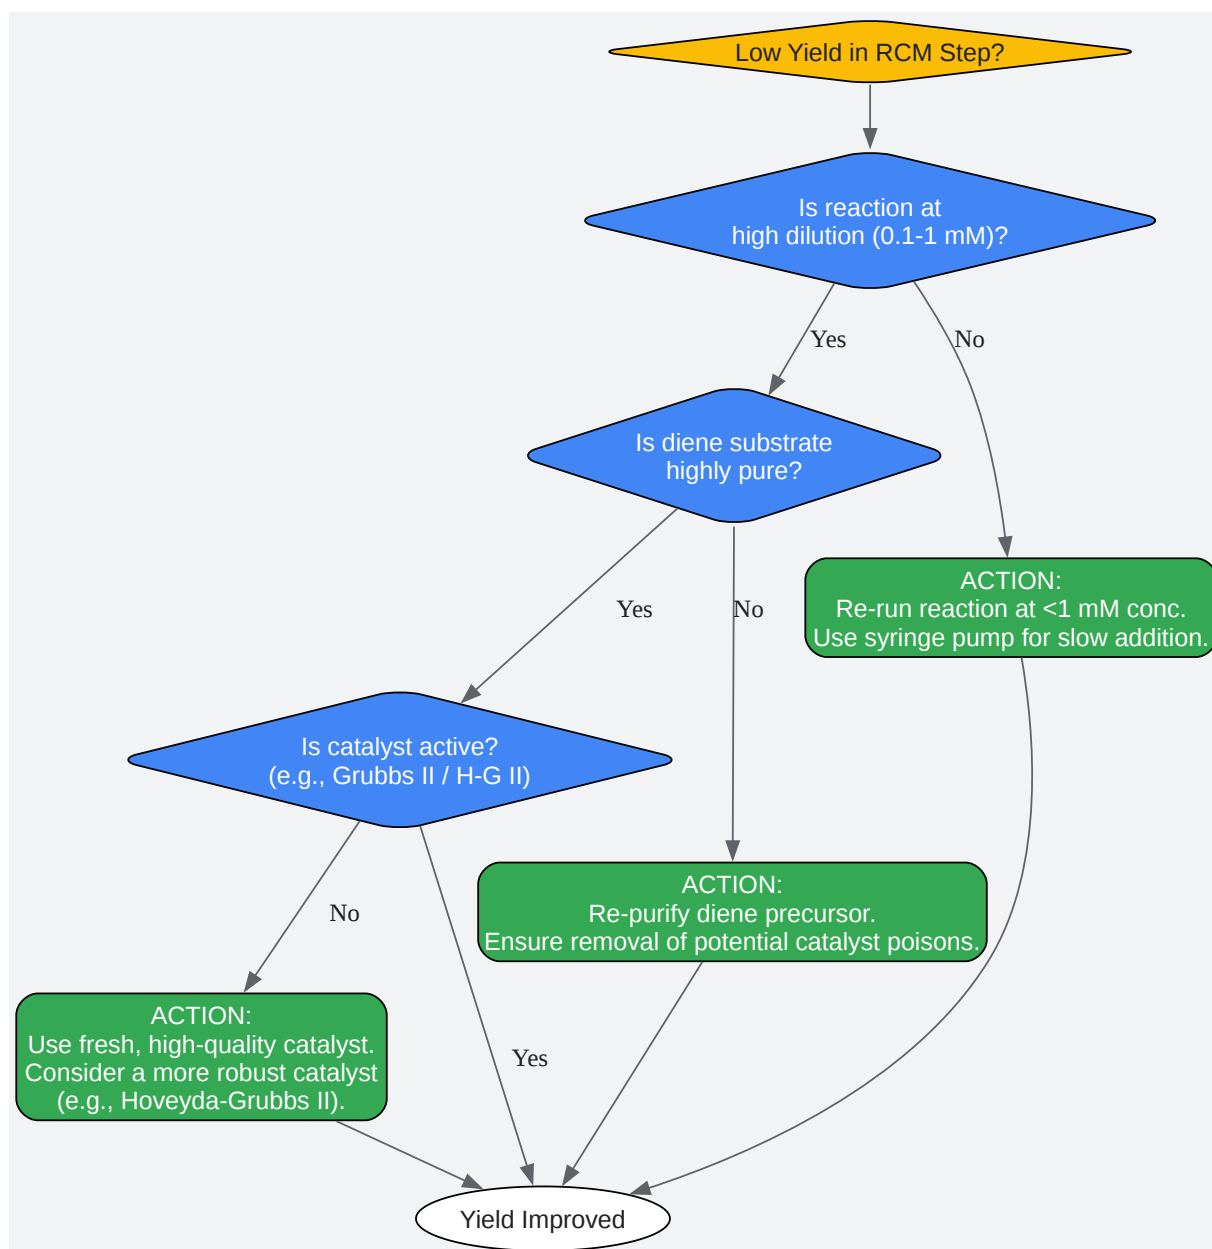 Low Yield in RCM Step?
Is reaction at
high dilution (0.1-1 mM)?
Yes
No
Is diene substrate
highly pure?
Yes
No
ACTION:
Re-run reaction at <1 mM conc.
Use syringe pump for slow addition.
Is catalyst active?
(e.g., Grubbs II / H-G II)
No
Yes
ACTION:
Re-purify diene precursor.
Ensure removal of potential catalyst poisons.
ACTION:
Use fresh, high-quality catalyst.
Consider a more robust catalyst
(e.g., Hoveyda-Grubbs II).
Yield Improved